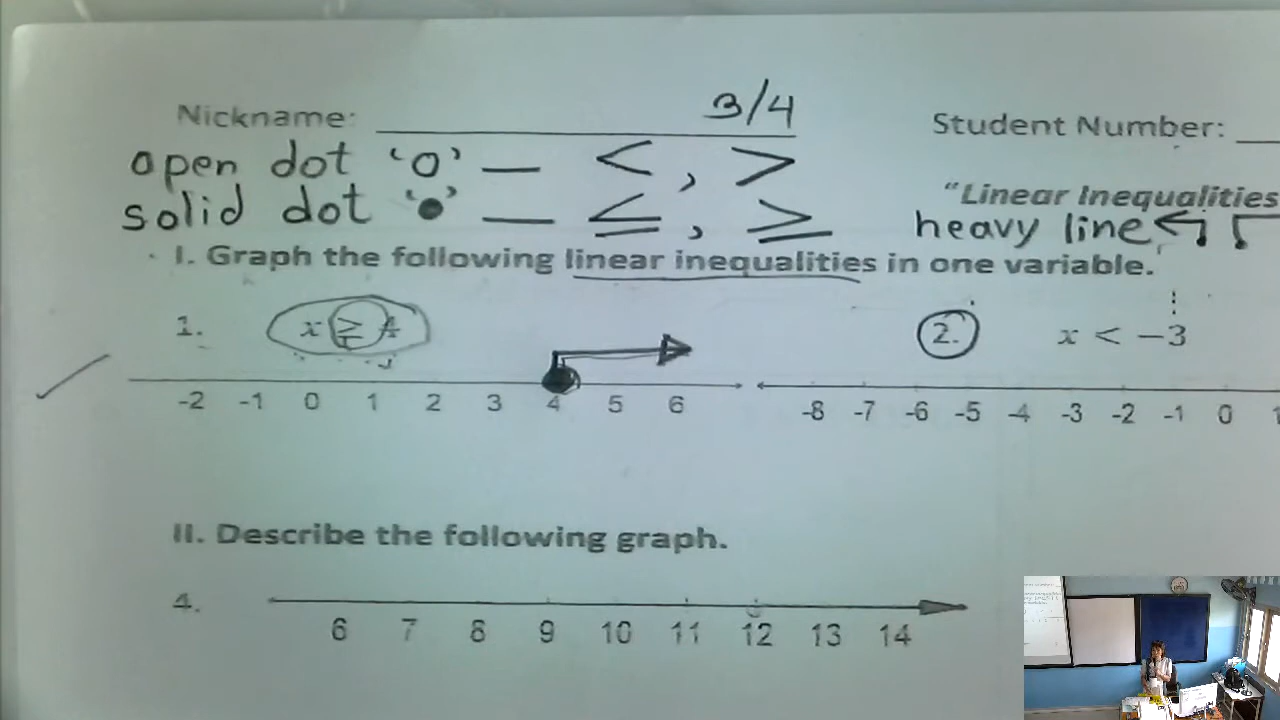 3/4
Nickname: Student Number:
open dot 'o' — <, >
solid dot '•' — ≤, ≥
"Linear Inequalities
heavy line
I. Graph the following linear inequalities in one variable.
1. x ≥ 4
2. x < −3
-2 -1 0 1 2 3 4 5 6
-8 -7 -6 -5 -4 -3 -2 -1 0 1
II. Describe the following graph.
4.
6 7 8 9 10 11 12 13 14